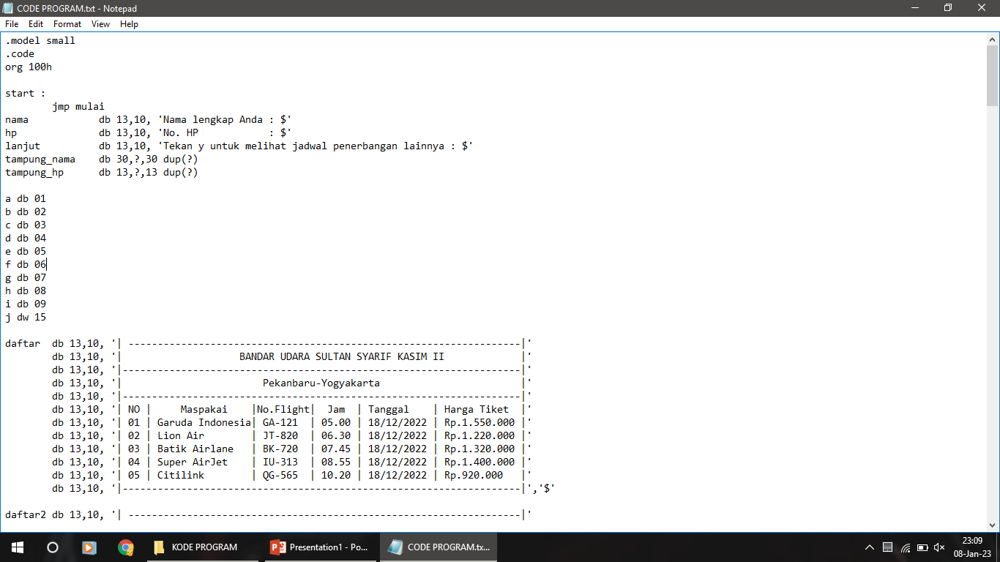 CODE PROGRAM.txt - Notepad
File Edit Format View Help
.model small
.code
org 100h
start :
        jmp mulai
nama            db 13,10, 'Nama lengkap Anda : $'
hp              db 13,10, 'No. HP            : $'
lanjut          db 13,10, 'Tekan y untuk melihat jadwal penerbangan lainnya : $'
tampung_nama    db 30,?,30 dup(?)
tampung_hp      db 13,?,13 dup(?)
a db 01
b db 02
c db 03
d db 04
e db 05
f db 06
g db 07
h db 08
i db 09
j dw 15
daftar  db 13,10, '| -------------------------------------------------------------------|'
        db 13,10, '|                    BANDAR UDARA SULTAN SYARIF KASIM II             |'
        db 13,10, '|--------------------------------------------------------------------|'
        db 13,10, '|                        Pekanbaru-Yogyakarta                        |'
        db 13,10, '|--------------------------------------------------------------------|'
        db 13,10, '| NO |     Maspakai    |No.Flight|  Jam  | Tanggal    | Harga Tiket  |'
        db 13,10, '| 01 | Garuda Indonesia| GA-121  | 05.00 | 18/12/2022 | Rp.1.550.000 |'
        db 13,10, '| 02 | Lion Air        | JT-820  | 06.30 | 18/12/2022 | Rp.1.220.000 |'
        db 13,10, '| 03 | Batik Airlane   | BK-720  | 07.45 | 18/12/2022 | Rp.1.320.000 |'
        db 13,10, '| 04 | Super AirJet    | IU-313  | 08.55 | 18/12/2022 | Rp.1.400.000 |'
        db 13,10, '| 05 | Citilink        | QG-565  | 10.20 | 18/12/2022 | Rp.920.000   |'
        db 13,10, '|--------------------------------------------------------------------|','$'
daftar2 db 13,10, '| -------------------------------------------------------------------|'
KODE PROGRAM
Presentation1 - Po...
CODE PROGRAM.tx...
23:09
08-Jan-23